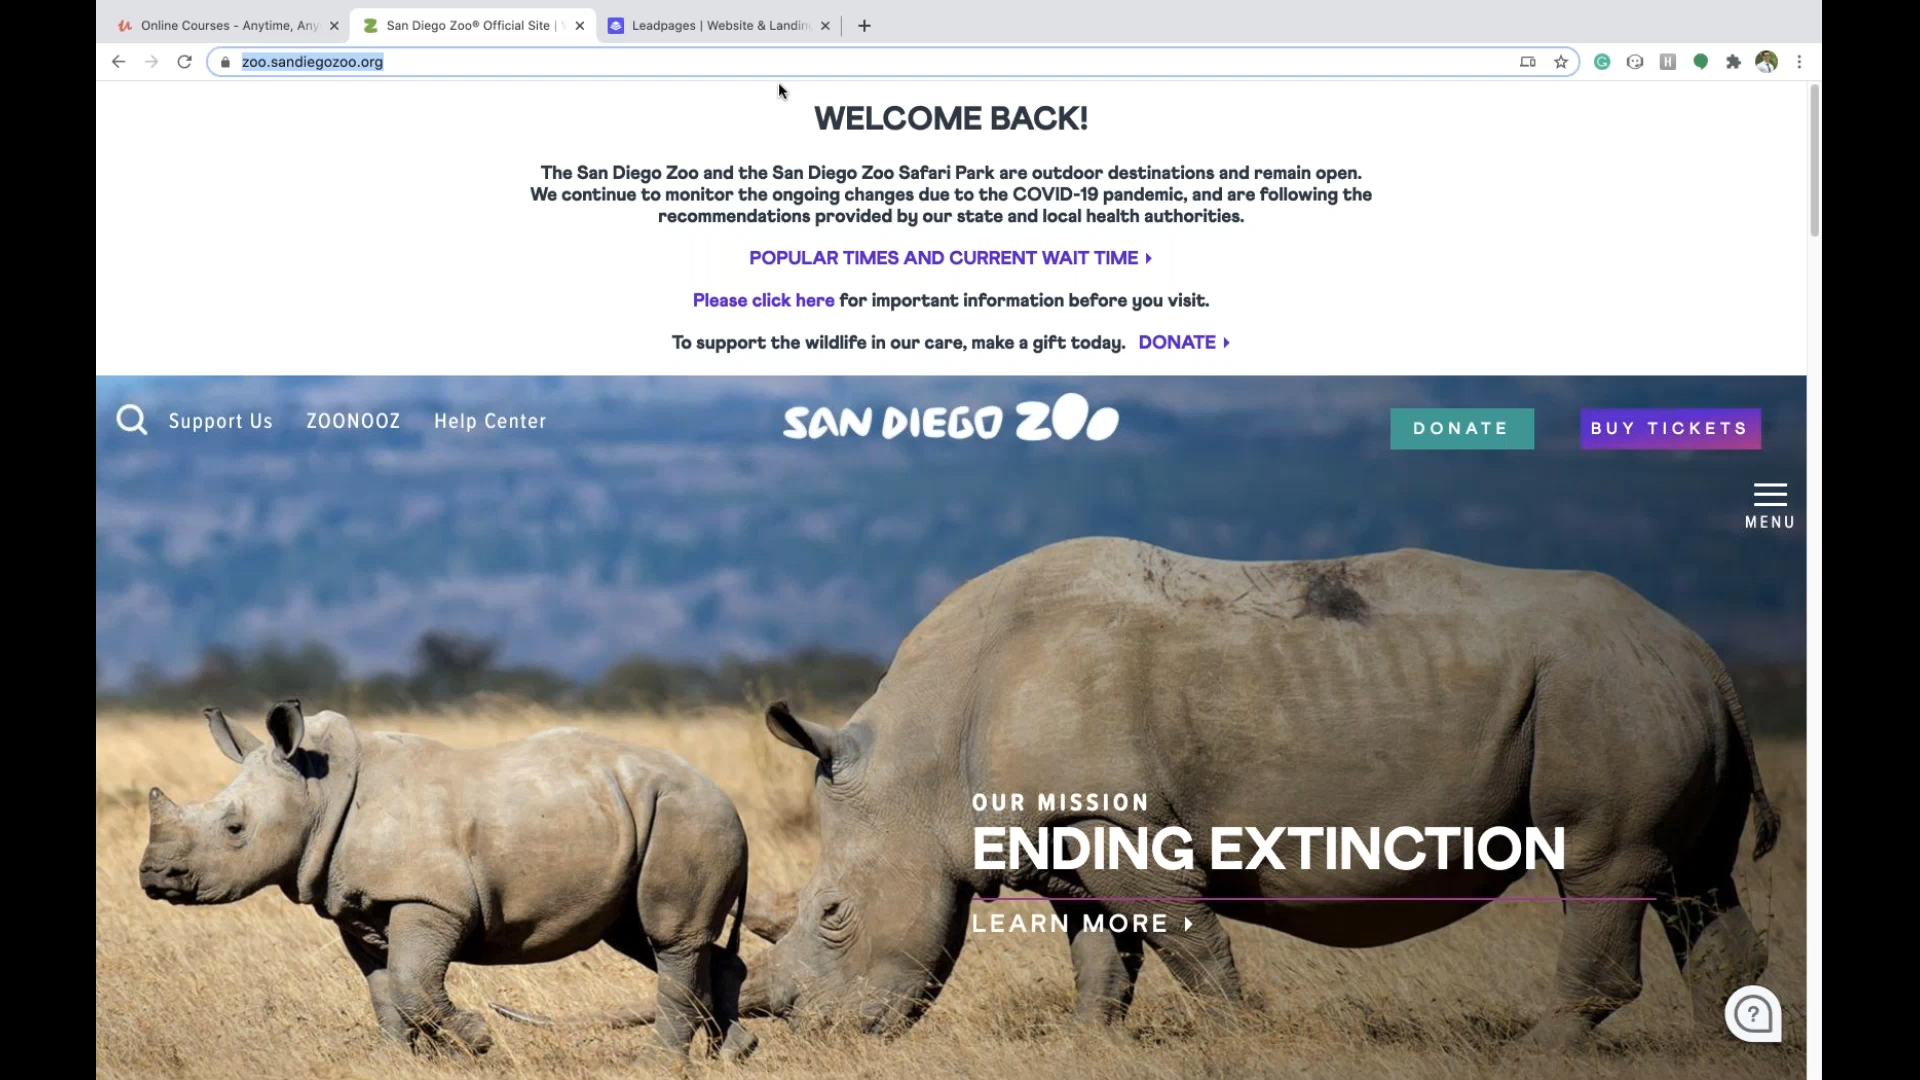 Online Courses - Anytime, Any
San Diego Zoo® Official Site |
Leadpages | Website & Landin
zoo.sandiegozoo.org
WELCOME BACK!
The San Diego Zoo and the San Diego Zoo Safari Park are outdoor destinations and remain open.
We continue to monitor the ongoing changes due to the COVID-19 pandemic, and are following the
recommendations provided by our state and local health authorities.
POPULAR TIMES AND CURRENT WAIT TIME
Please click here for important information before you visit.
To support the wildlife in our care, make a gift today. DONATE
Support Us ZOONOOZ Help Center
SAN DIEGO ZOO
DONATE
BUY TICKETS
MENU
OUR MISSION
ENDING EXTINCTION
LEARN MORE
?